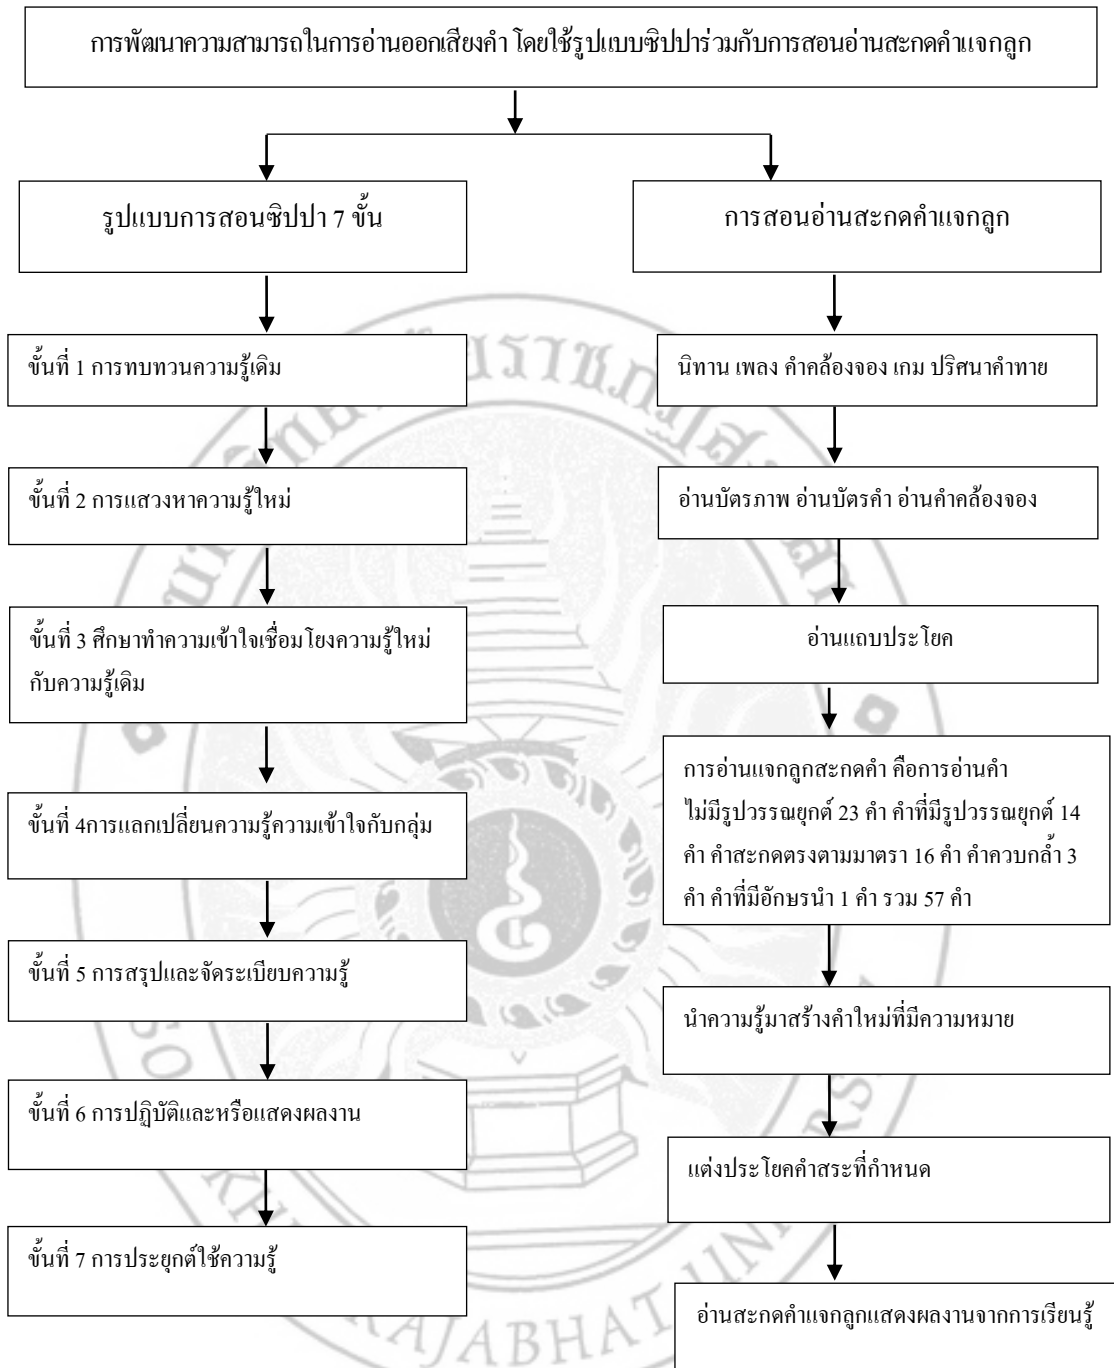 การพัฒนาความสามารถในการอ่านออกเสียงคำ โดยใช้รูปแบบซิปปาร่วมกับการสอนอ่านสะกดคำแจกลูก
รูปแบบการสอนซิปปา 7 ขั้น
ขั้นที่ 1 การทบทวนความรู้เดิม
ขั้นที่ 2 การแสวงหาความรู้ใหม่
ขั้นที่ 3 ศึกษาทำความเข้าใจเชื่อมโยงความรู้ใหม่
กับความรู้เดิม
ขั้นที่ 4การแลกเปลี่ยนความรู้ความเข้าใจกับกลุ่ม
ขั้นที่ 5 การสรุปและจัดระเบียบความรู้
ขั้นที่ 6 การปฏิบัติและหรือแสดงผลงาน
ขั้นที่ 7 การประยุกต์ใช้ความรู้
การสอนอ่านสะกดคำแจกลูก
นิทาน เพลง คำคล้องจอง เกม ปริศนาคำทาย
อ่านบัตรภาพ อ่านบัตรคำ อ่านคำคล้องจอง
อ่านแถบประโยค
การอ่านแจกลูกสะกดคำ คือการอ่านคำ
ไม่มีรูปวรรณยุกต์ 23 คำ คำที่มีรูปวรรณยุกต์ 14
คำ คำสะกดตรงตามมาตรา 16 คำ คำควบกล้ำ 3
คำ คำที่มีอักษรนำ 1 คำ รวม 57 คำ
นำความรู้มาสร้างคำใหม่ที่มีความหมาย
แต่งประโยคคำสระที่กำหนด
อ่านสะกดคำแจกลูกแสดงผลงานจากการเรียนรู้
RAJABHAT